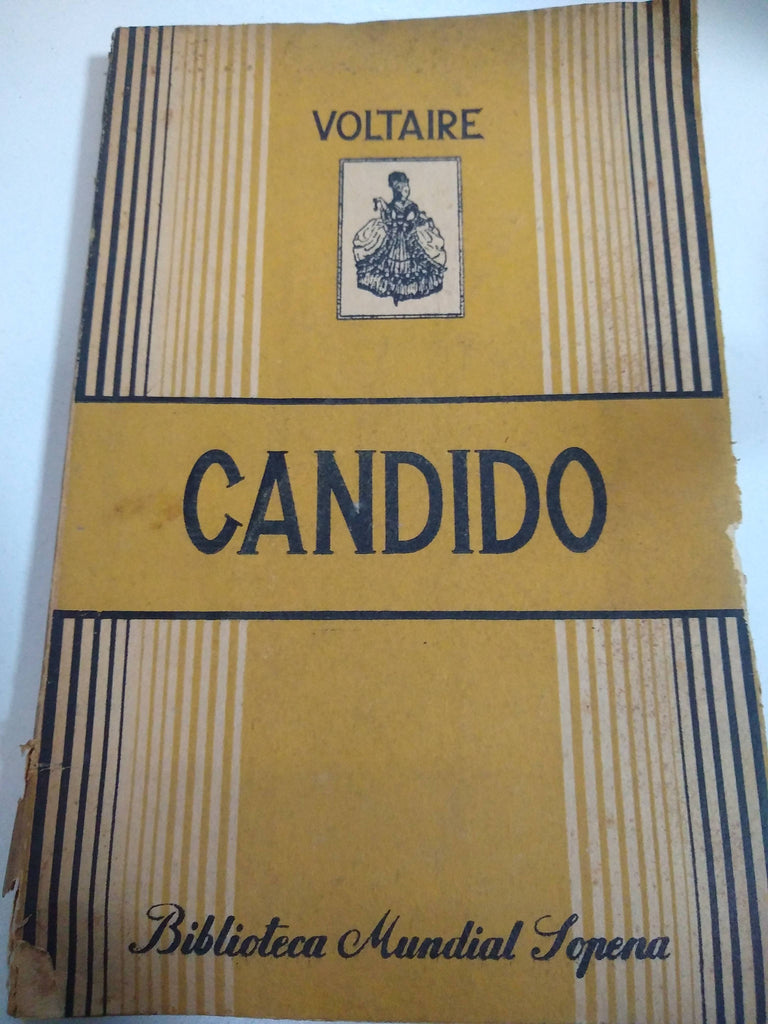 VOLTAIRE
CANDIDO
Biblioteca Mundial Sopena